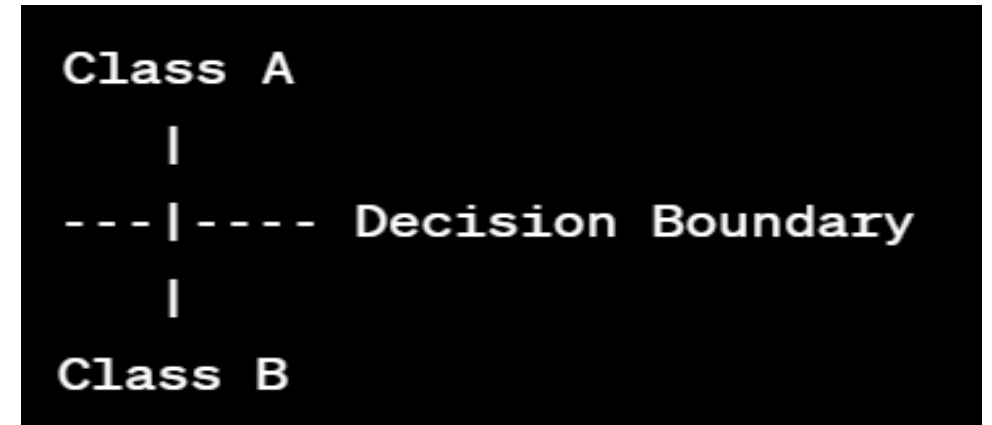 Class A
|
---|---- Decision Boundary
|
Class B